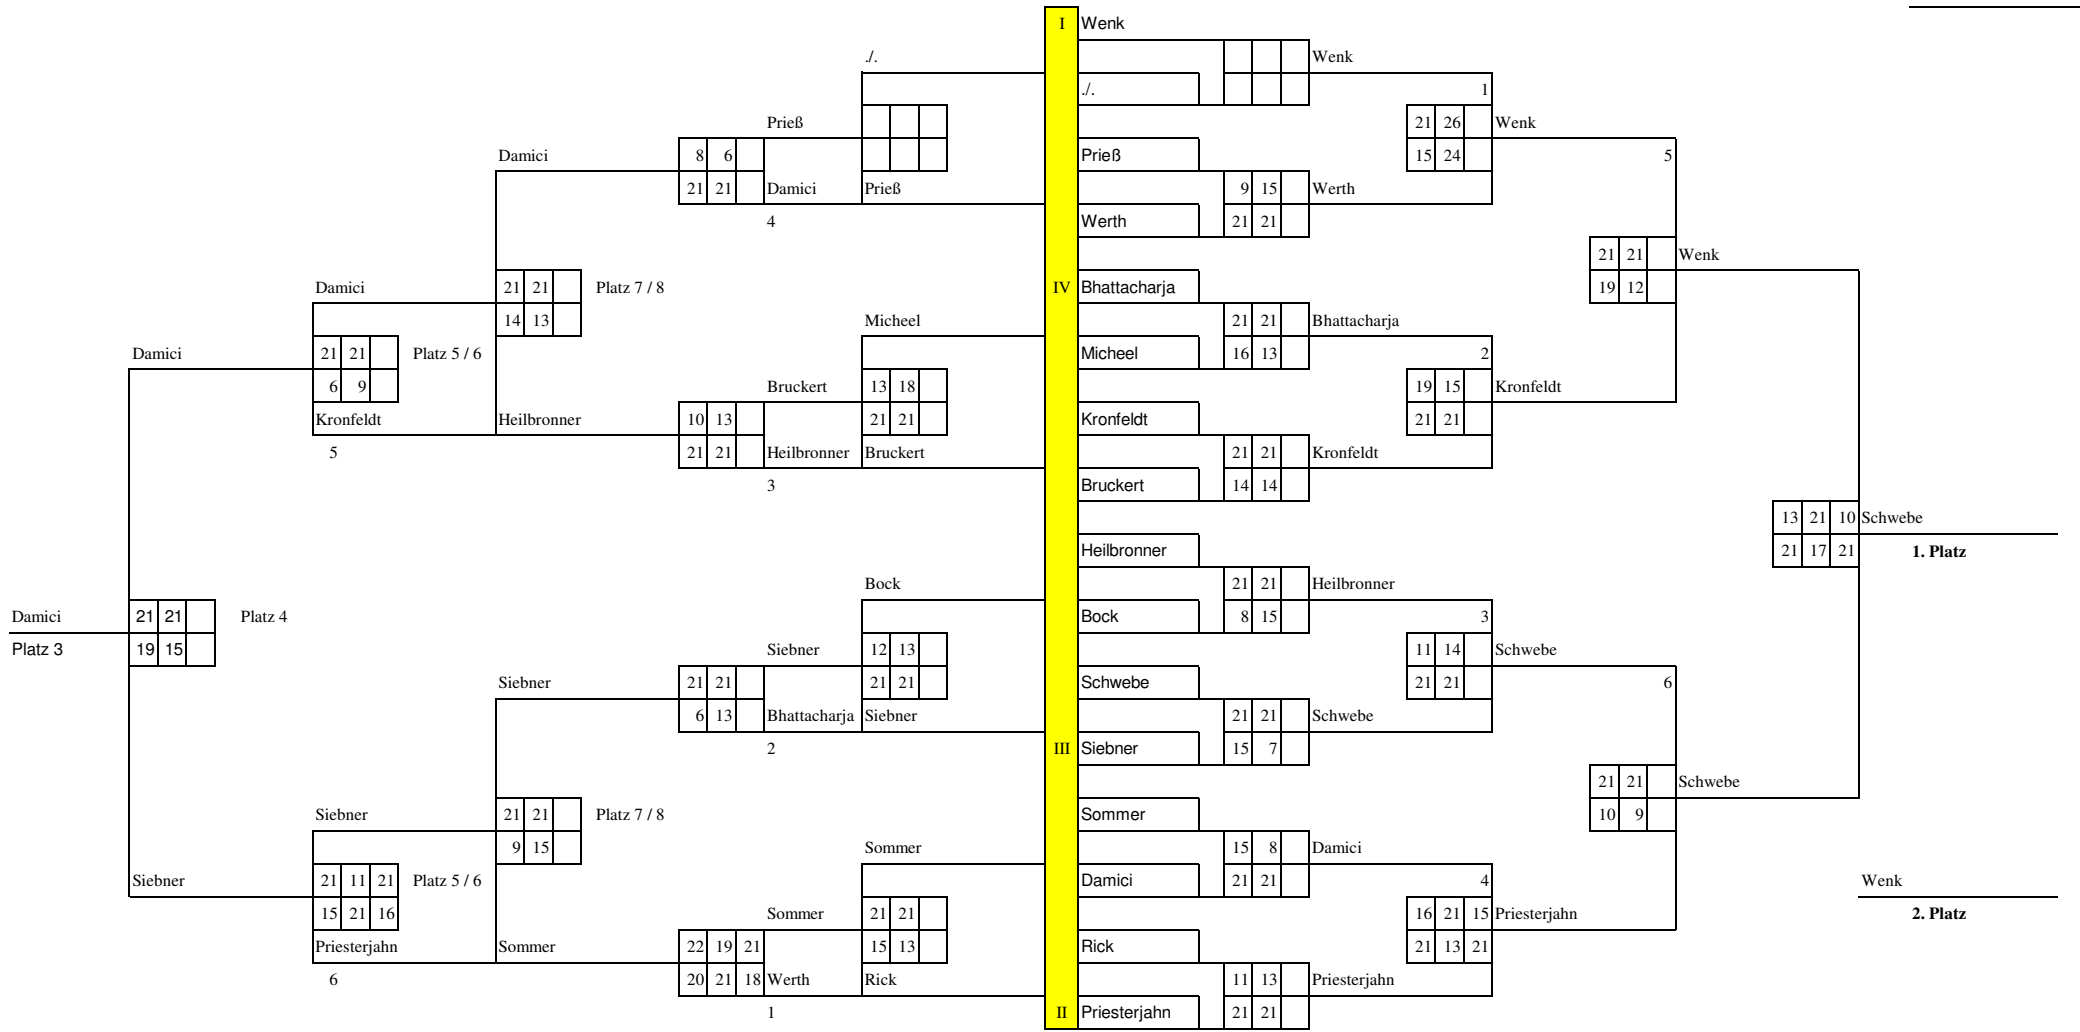 I Wenk
./. Wenk
./. 1
Prieß 21 26 Wenk
Damici 8 6 Prieß 15 24 5
21 21 Damici Prieß 9 15 Werth
4 Werth 21 21
21 21 Wenk
Damici 21 21 Platz 7 / 8 IV Bhattacharja 19 12
14 13 Micheel 21 21 Bhattacharja
Damici 21 21 Platz 5 / 6 Micheel 16 13 2
6 9 Bruckert 13 18 19 15 Kronfeldt
Kronfeldt Heilbronner 10 13 21 21 Kronfeldt 21 21
5 21 21 Heilbronner Bruckert 21 21 Kronfeldt
3 Bruckert 14 14
13 21 10 Schwebe
Heilbronner 21 17 21 1. Platz
Bock 21 21 Heilbronner
Damici 21 21 Platz 4 Bock 8 15 3
Platz 3 19 15 Siebner 12 13 11 14 Schwebe
Siebner 21 21 21 21 Schwebe 21 21 6
6 13 Bhattacharja Siebner 21 21 Schwebe
2 III Siebner 15 7
21 21 Schwebe
Siebner 21 21 Platz 7 / 8 Sommer 10 9
9 15 Sommer 15 8 Damici
Siebner 21 11 21 Platz 5 / 6 Damici 21 21 4 Wenk
15 21 16 Sommer 21 21 16 21 15 Priesterjahn 2. Platz
Priesterjahn Sommer 22 19 21 15 13 Rick 21 13 21
6 20 21 18 Werth Rick 11 13 Priesterjahn
1 II Priesterjahn 21 21